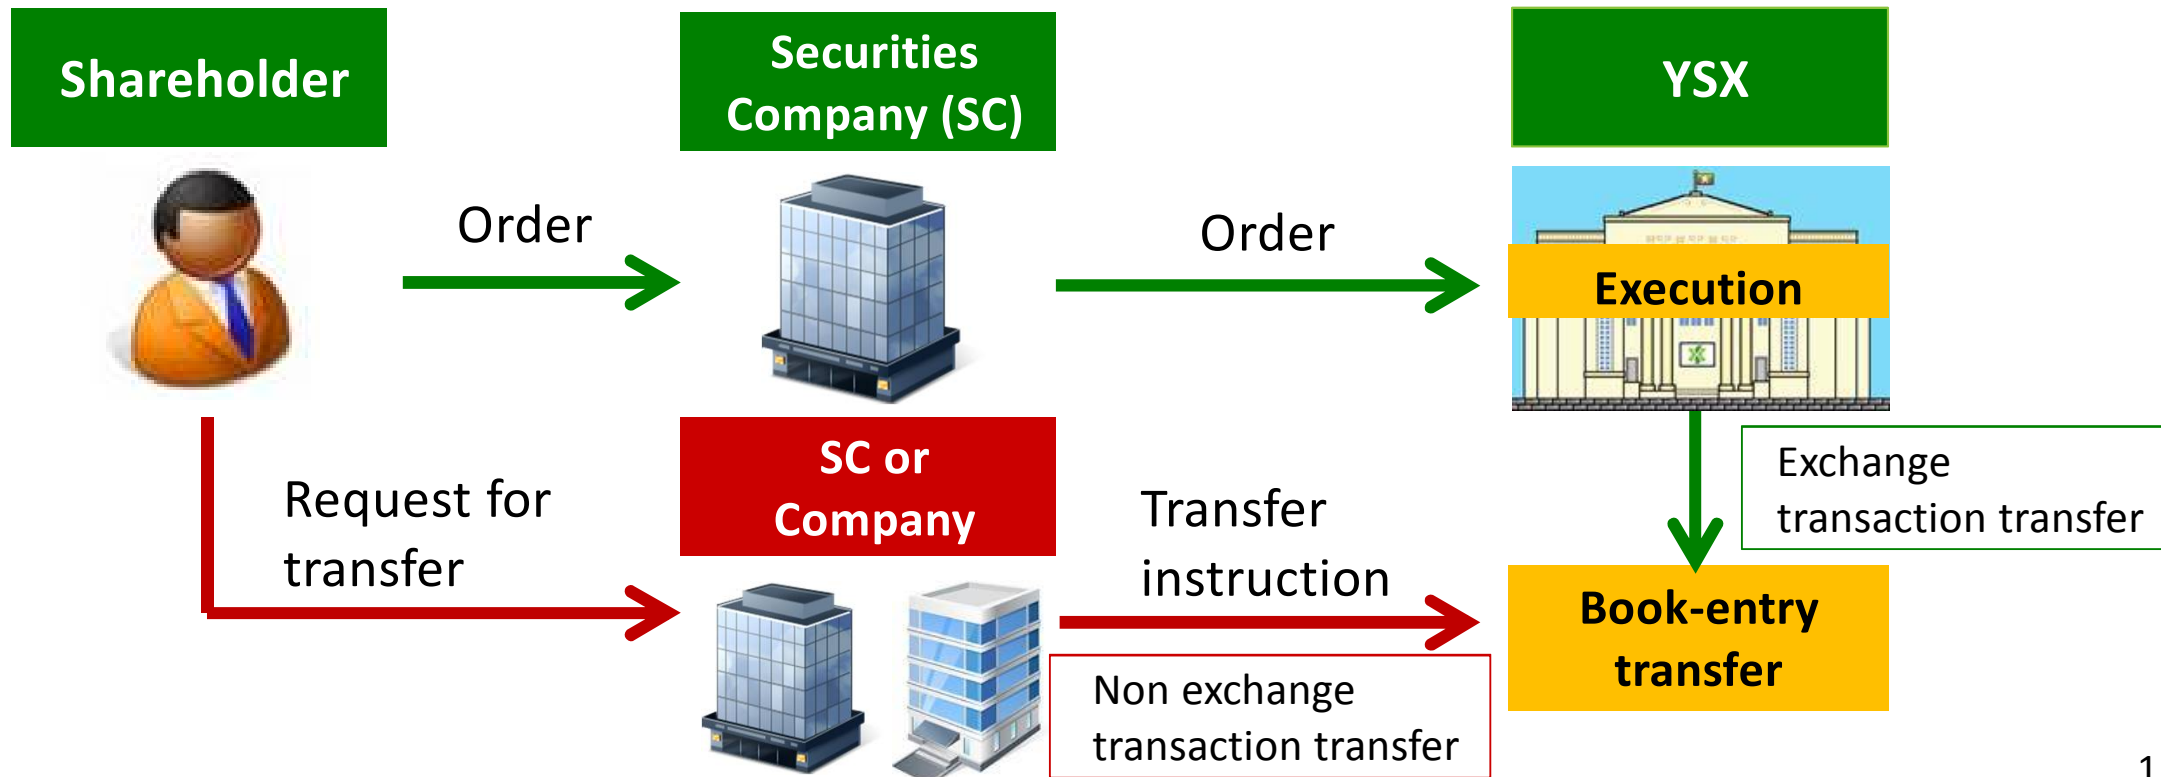 Shareholder
Securities
Company (SC)
YSX
Order
Order
Execution
SC or
Company
Request for
transfer
Transfer
instruction
Exchange
transaction transfer
Book-entry
transfer
Non exchange
transaction transfer
1